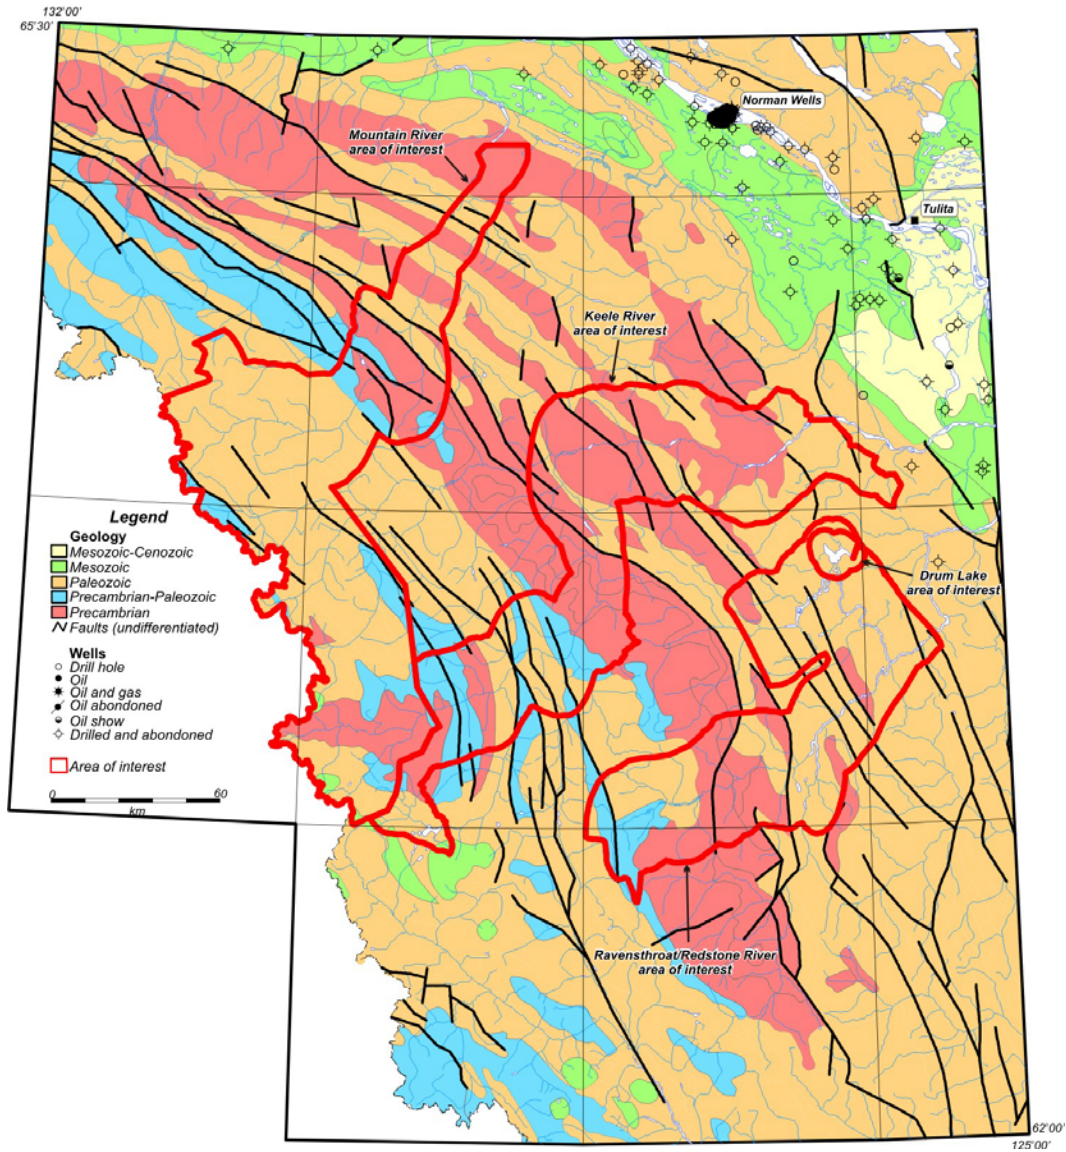 132°00'
65°30'
Norman Wells
Mountain River
area of interest
Tulita
Keele River
area of interest
Legend
Geology
Mesozoic-Cenozoic
Mesozoic
Paleozoic
Precambrian-Paleozoic
Precambrian
Faults (undifferentiated)
Wells
Drill hole
Oil
Oil and gas
Oil abondoned
Oil show
Drilled and abondoned
Area of interest
0 60
km
Drum Lake
area of interest
Ravensthroat/Redstone River
area of interest
62°00'
125°00'